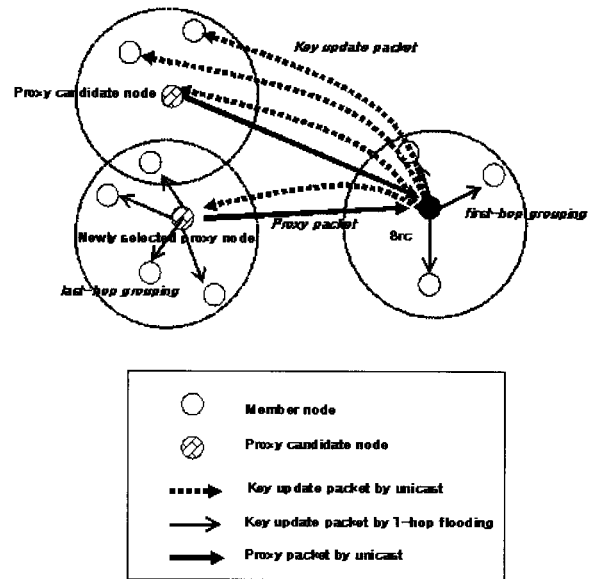 Key update packet
Proxy candidate node
first-hop grouping
Proxy packet
Src
Newly selected proxy node
last-hop grouping
Member node
Proxy candidate node
Key update packet by unicast
Key update packet by 1-hop flooding
Proxy packet by unicast